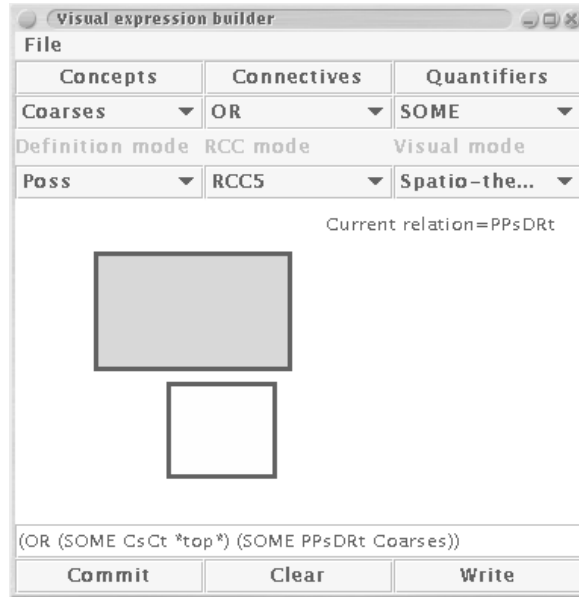 Visual expression builder
File
Concepts Connectives Quantifiers
Coarses OR SOME
Definition mode RCC mode Visual mode
Poss RCC5 Spatio-the...
Current relation=PPsDRt
(OR (SOME CsCt *top*) (SOME PPsDRt Coarses))
Commit Clear Write